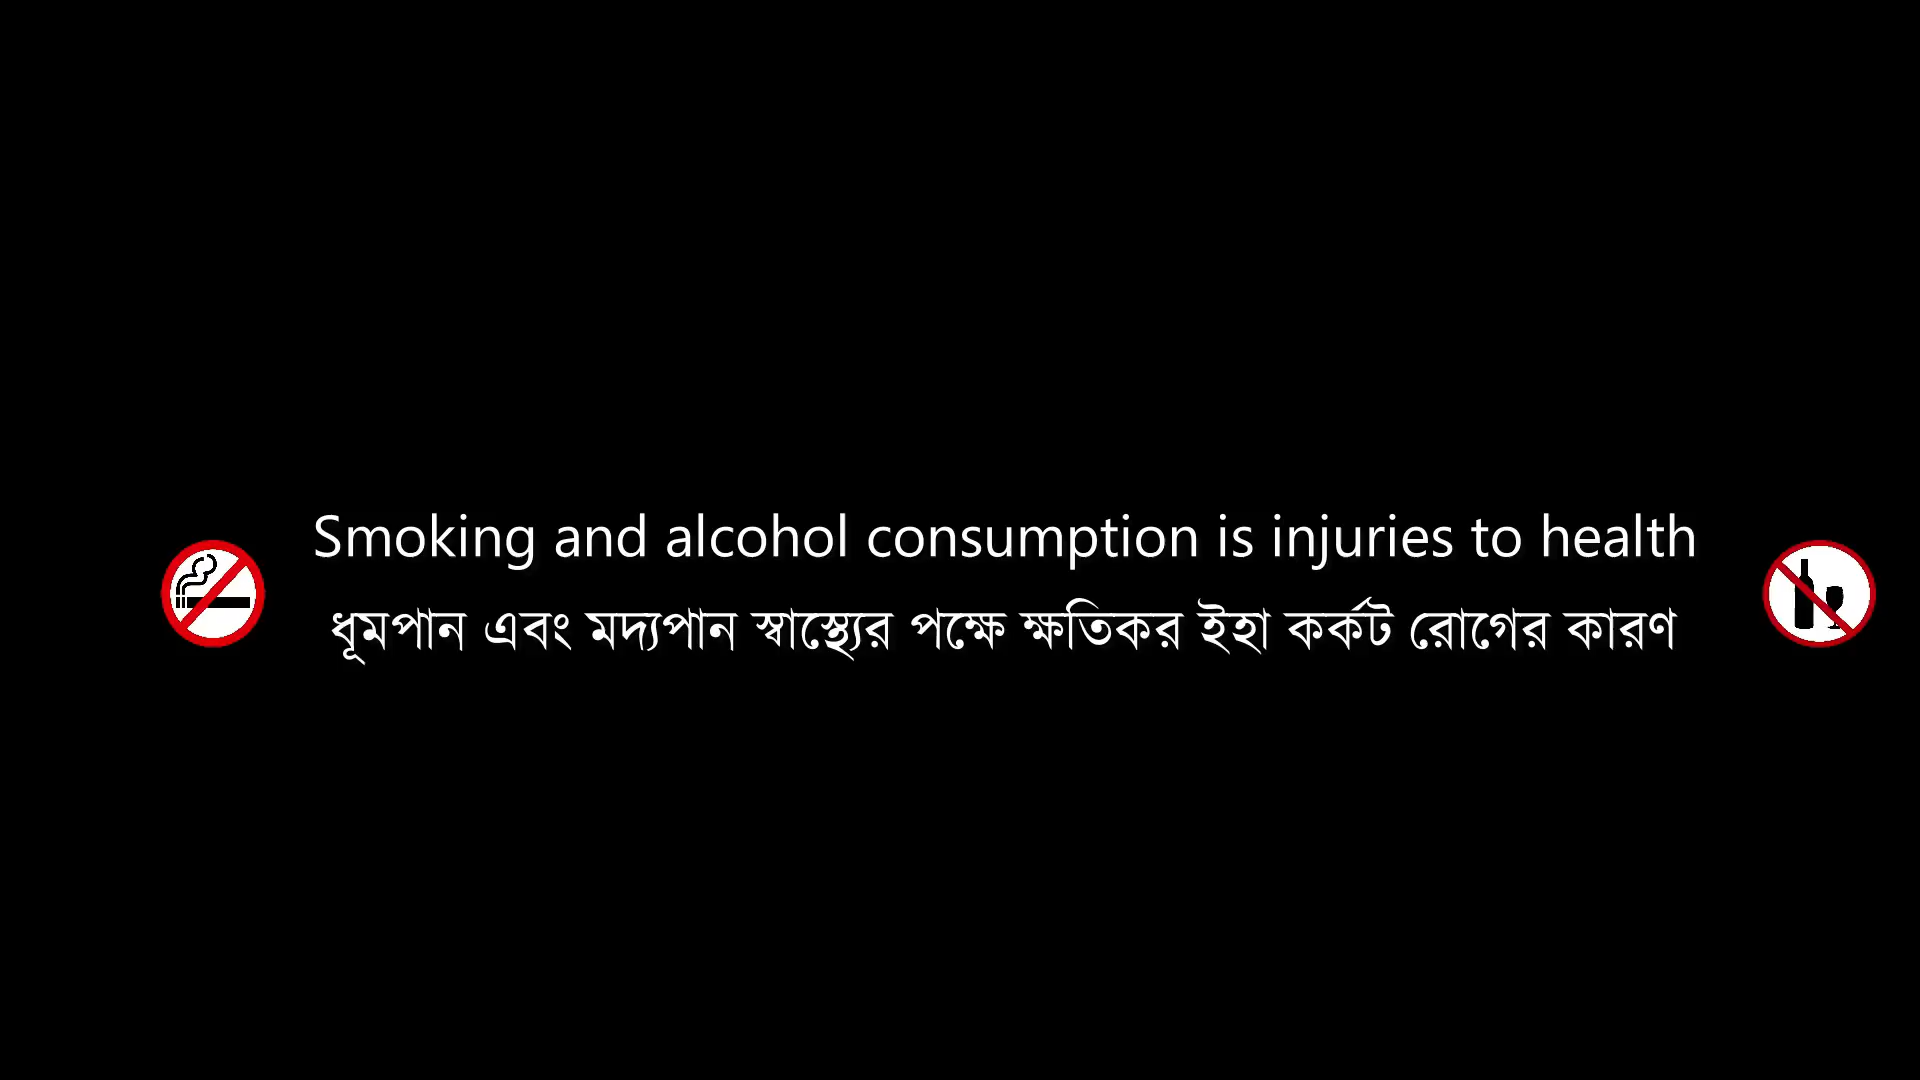 Smoking and alcohol consumption is injuries to health
ধূমপান এবং মদ্যপান স্বাস্থ্যের পক্ষে ক্ষতিকর ইহা কর্কট রোগের কারণ